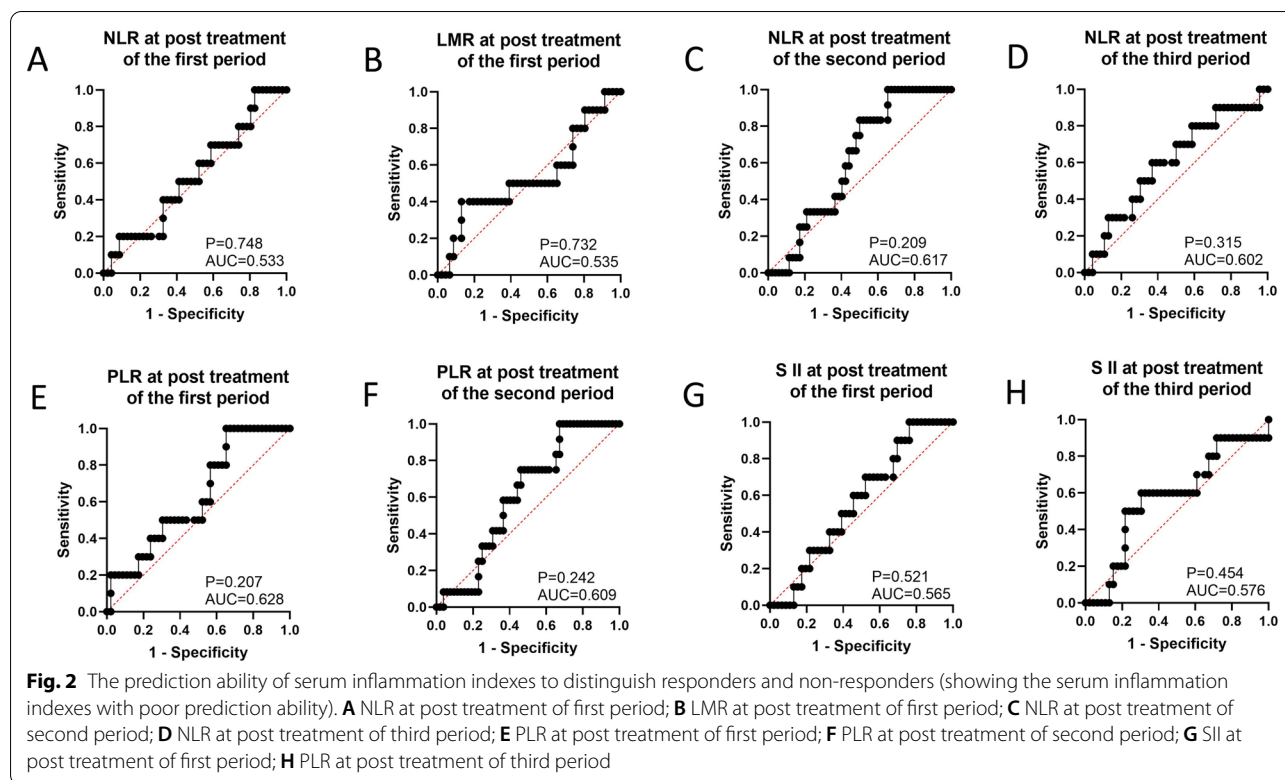 A
NLR at post treatment
of the first period
Sensitivity
1.0
0.8
0.6
0.4
0.2
0.0
P=0.748
AUC=0.533
0.0 0.2 0.4 0.6 0.8 1.0
1 - Specificity
B
LMR at post treatment
of the first period
Sensitivity
1.0
0.8
0.6
0.4
0.2
0.0
P=0.732
AUC=0.535
0.0 0.2 0.4 0.6 0.8 1.0
1 - Specificity
C
NLR at post treatment
of the second period
Sensitivity
1.0
0.8
0.6
0.4
0.2
0.0
P=0.209
AUC=0.617
0.0 0.2 0.4 0.6 0.8 1.0
1 - Specificity
D
NLR at post treatment
of the third period
Sensitivity
1.0
0.8
0.6
0.4
0.2
0.0
P=0.315
AUC=0.602
0.0 0.2 0.4 0.6 0.8 1.0
1 - Specificity
E
PLR at post treatment
of the first period
Sensitivity
1.0
0.8
0.6
0.4
0.2
0.0
P=0.207
AUC=0.628
0.0 0.2 0.4 0.6 0.8 1.0
1 - Specificity
F
PLR at post treatment
of the second period
Sensitivity
1.0
0.8
0.6
0.4
0.2
0.0
P=0.242
AUC=0.609
0.0 0.2 0.4 0.6 0.8 1.0
1 - Specificity
G
S II at post treatment
of the first period
Sensitivity
1.0
0.8
0.6
0.4
0.2
0.0
P=0.521
AUC=0.565
0.0 0.2 0.4 0.6 0.8 1.0
1 - Specificity
H
S II at post treatment
of the third period
Sensitivity
1.0
0.8
0.6
0.4
0.2
0.0
P=0.454
AUC=0.576
0.0 0.2 0.4 0.6 0.8 1.0
1 - Specificity
Fig. 2 The prediction ability of serum inflammation indexes to distinguish responders and non-responders (showing the serum inflammation
indexes with poor prediction ability). A NLR at post treatment of first period; B LMR at post treatment of first period; C NLR at post treatment of
second period; D NLR at post treatment of third period; E PLR at post treatment of first period; F PLR at post treatment of second period; G SII at
post treatment of first period; H PLR at post treatment of third period